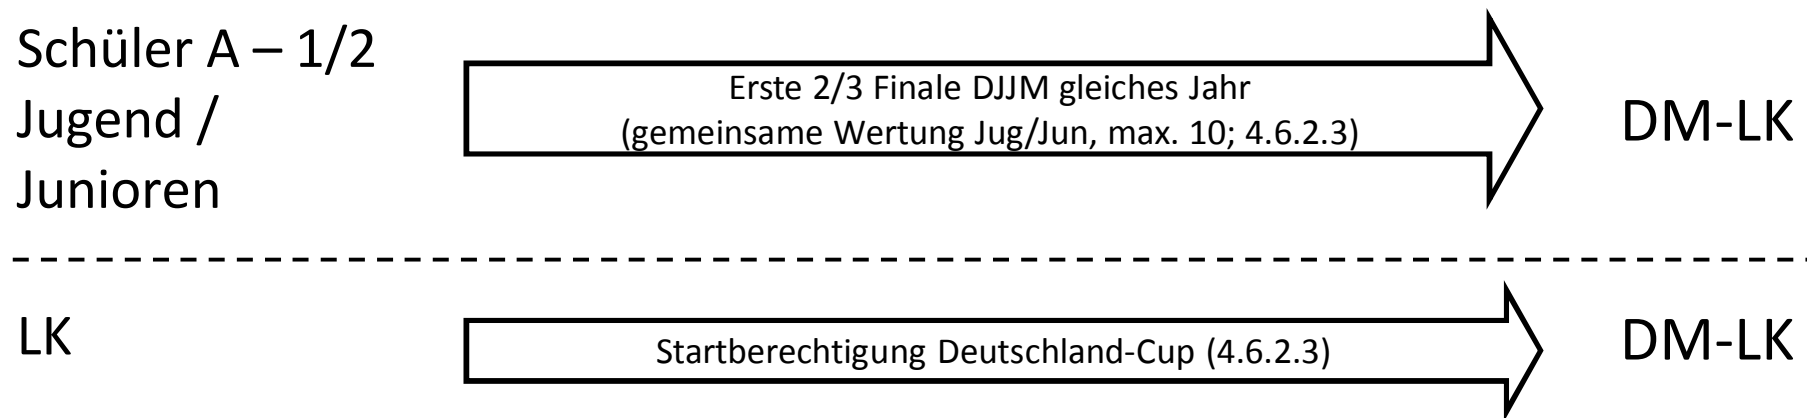 Schüler A – 1/2
Jugend /
Junioren
Erste 2/3 Finale DJJM gleiches Jahr
(gemeinsame Wertung Jug/Jun, max. 10; 4.6.2.3)
DM-LK
LK
Startberechtigung Deutschland-Cup (4.6.2.3)
DM-LK